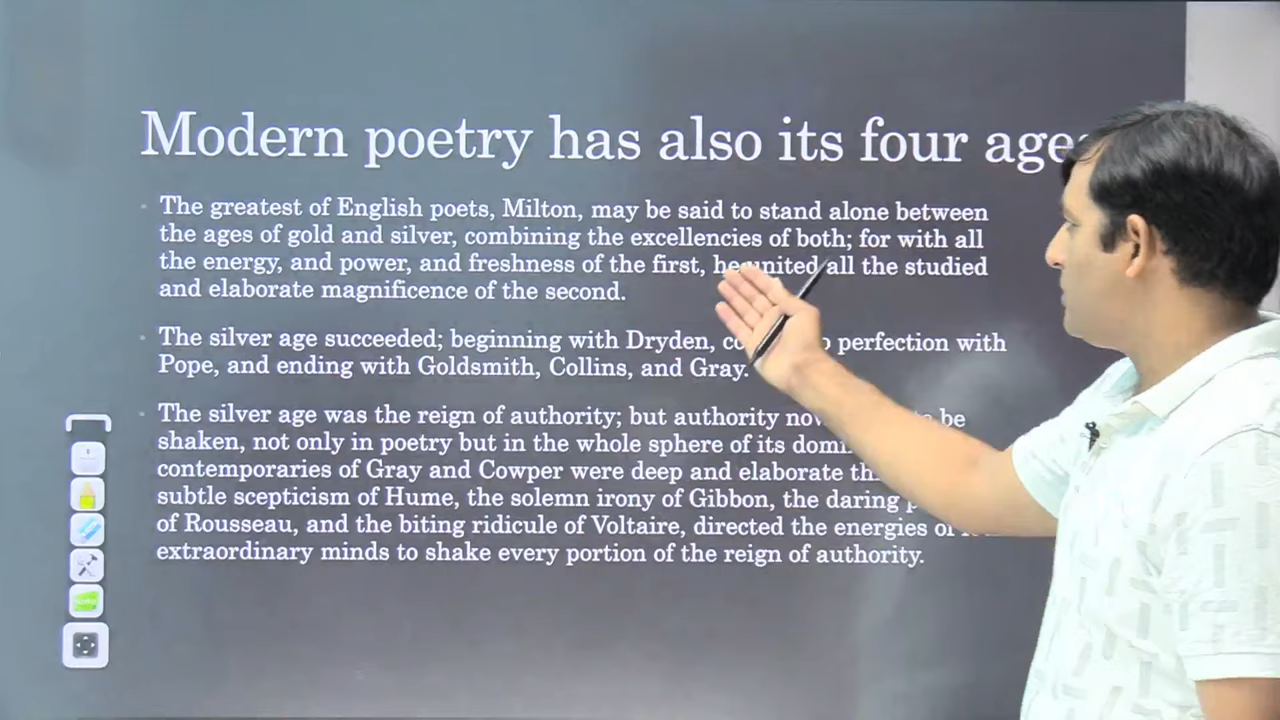 Modern poetry has also its four age
The greatest of English poets, Milton, may be said to stand alone between
the ages of gold and silver, combining the excellencies of both; for with all
the energy, and power, and freshness of the first, he united all the studied
and elaborate magnificence of the second.
The silver age succeeded; beginning with Dryden, perfection with
Pope, and ending with Goldsmith, Collins, and Gray.
The silver age was the reign of authority; but authority be
shaken, not only in poetry but in the whole sphere of its
contemporaries of Gray and Cowper were deep and elaborate
subtle scepticism of Hume, the solemn irony of Gibbon, the daring
of Rousseau, and the biting ridicule of Voltaire, directed the energies
extraordinary minds to shake every portion of the reign of authority.